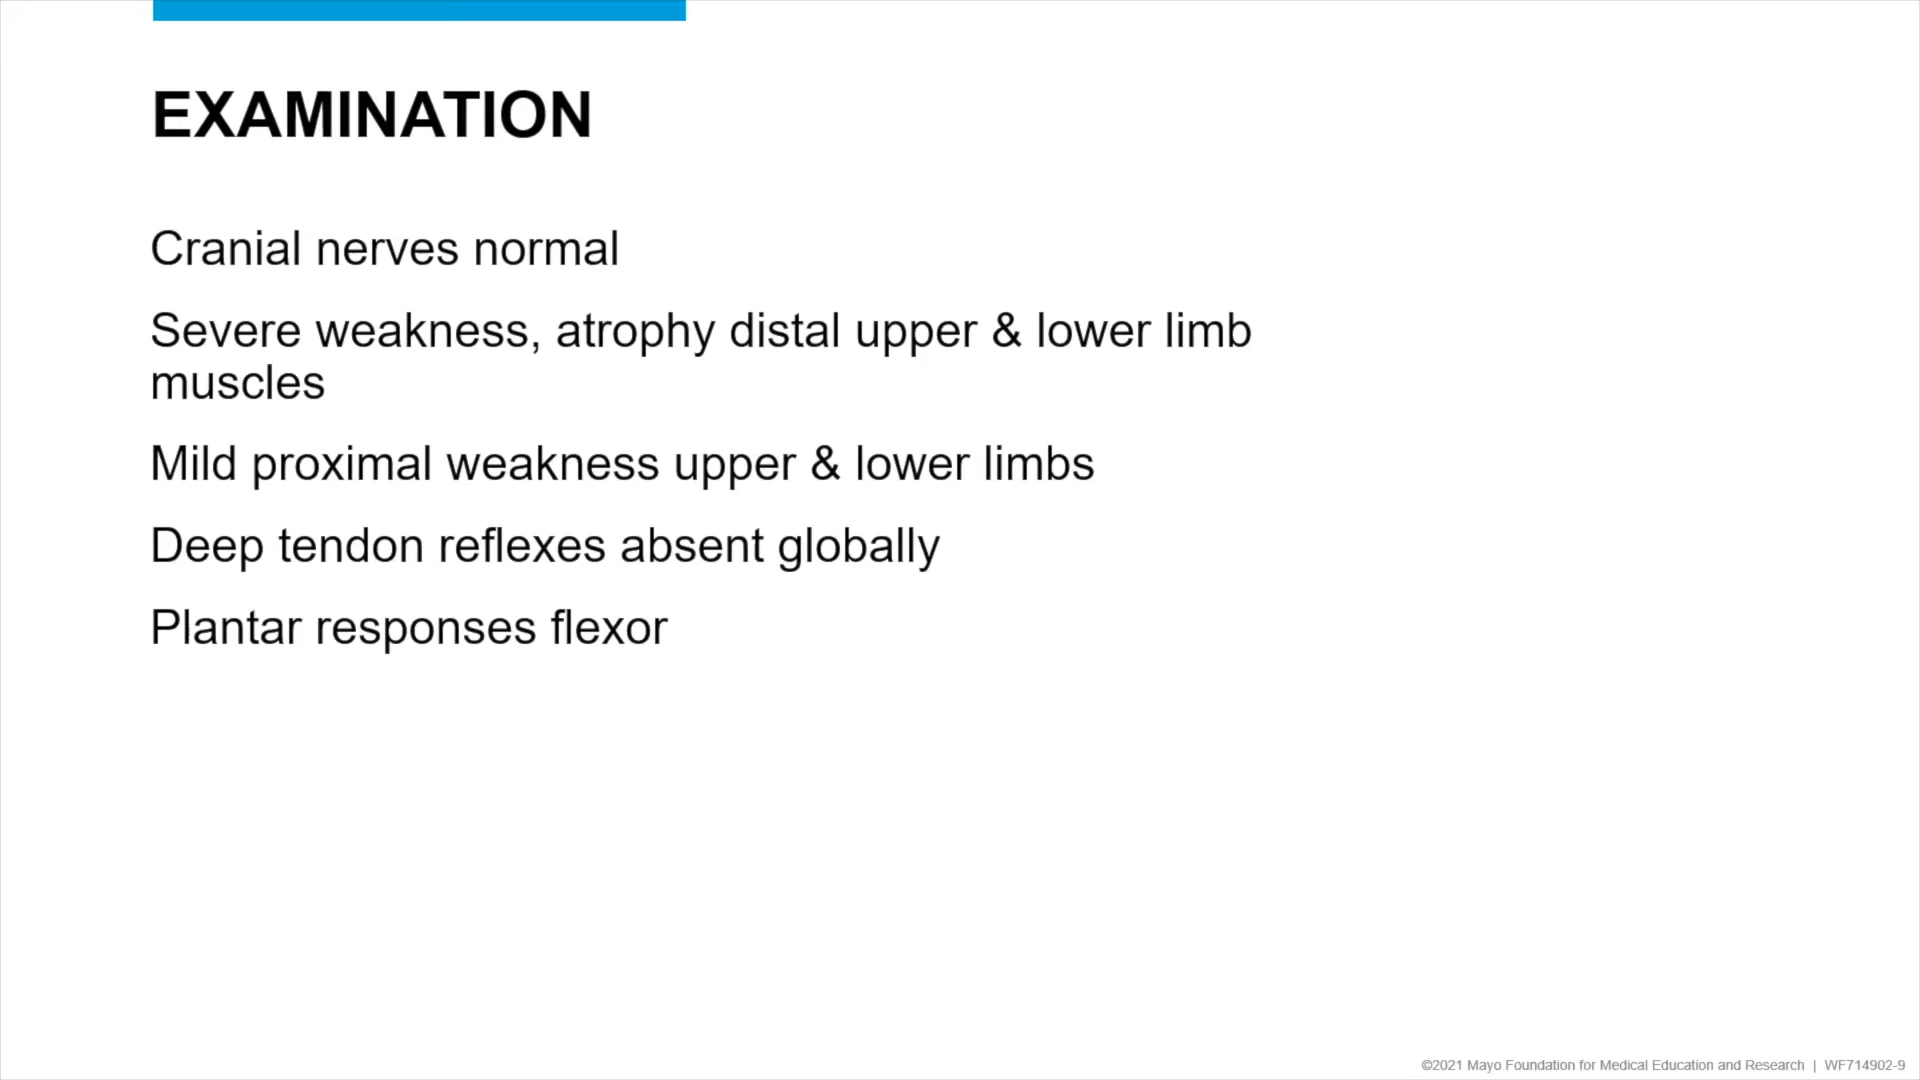 EXAMINATION
Cranial nerves normal
Severe weakness, atrophy distal upper & lower limb
muscles
Mild proximal weakness upper & lower limbs
Deep tendon reflexes absent globally
Plantar responses flexor
©2021 Mayo Foundation for Medical Education and Research | WF714902-9